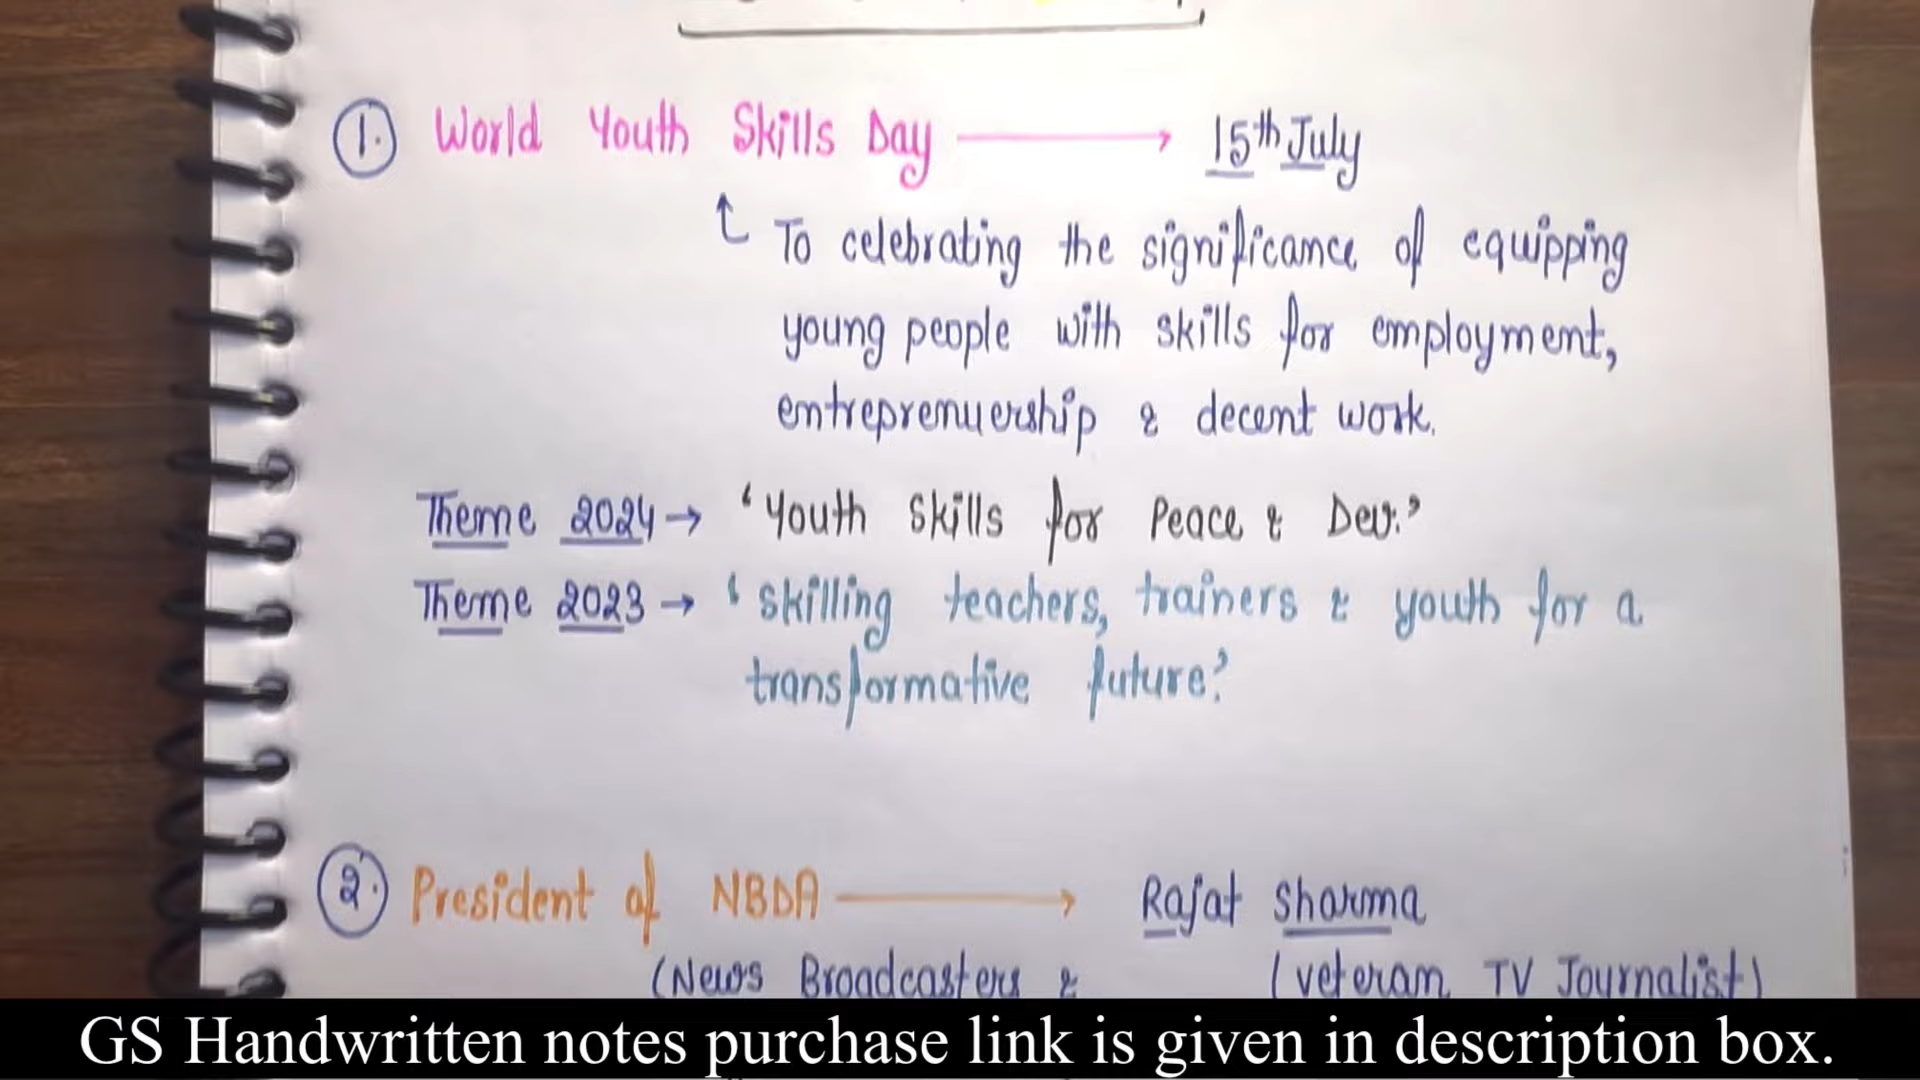 1. World Youth Skills Day → 15th July
To celebrating the significance of equipping
young people with skills for employment,
entreprenuership & decent work.
Theme 2024 → 'Youth Skills for Peace & Dev.'
Theme 2023 → 'Skilling teachers, trainers & youth for a
transformative future.'
2. President of NBDA → Rajat Sharma
(News Broadcasters & (veteran TV Journalist)
GS Handwritten notes purchase link is given in description box.